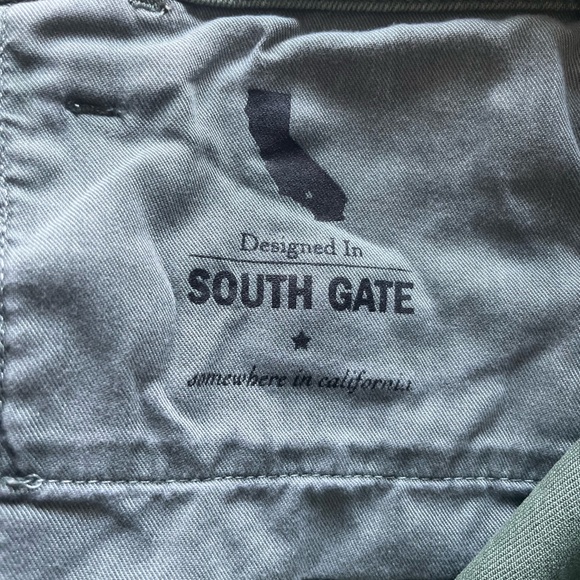 Designed In
SOUTH GATE
somewhere in california